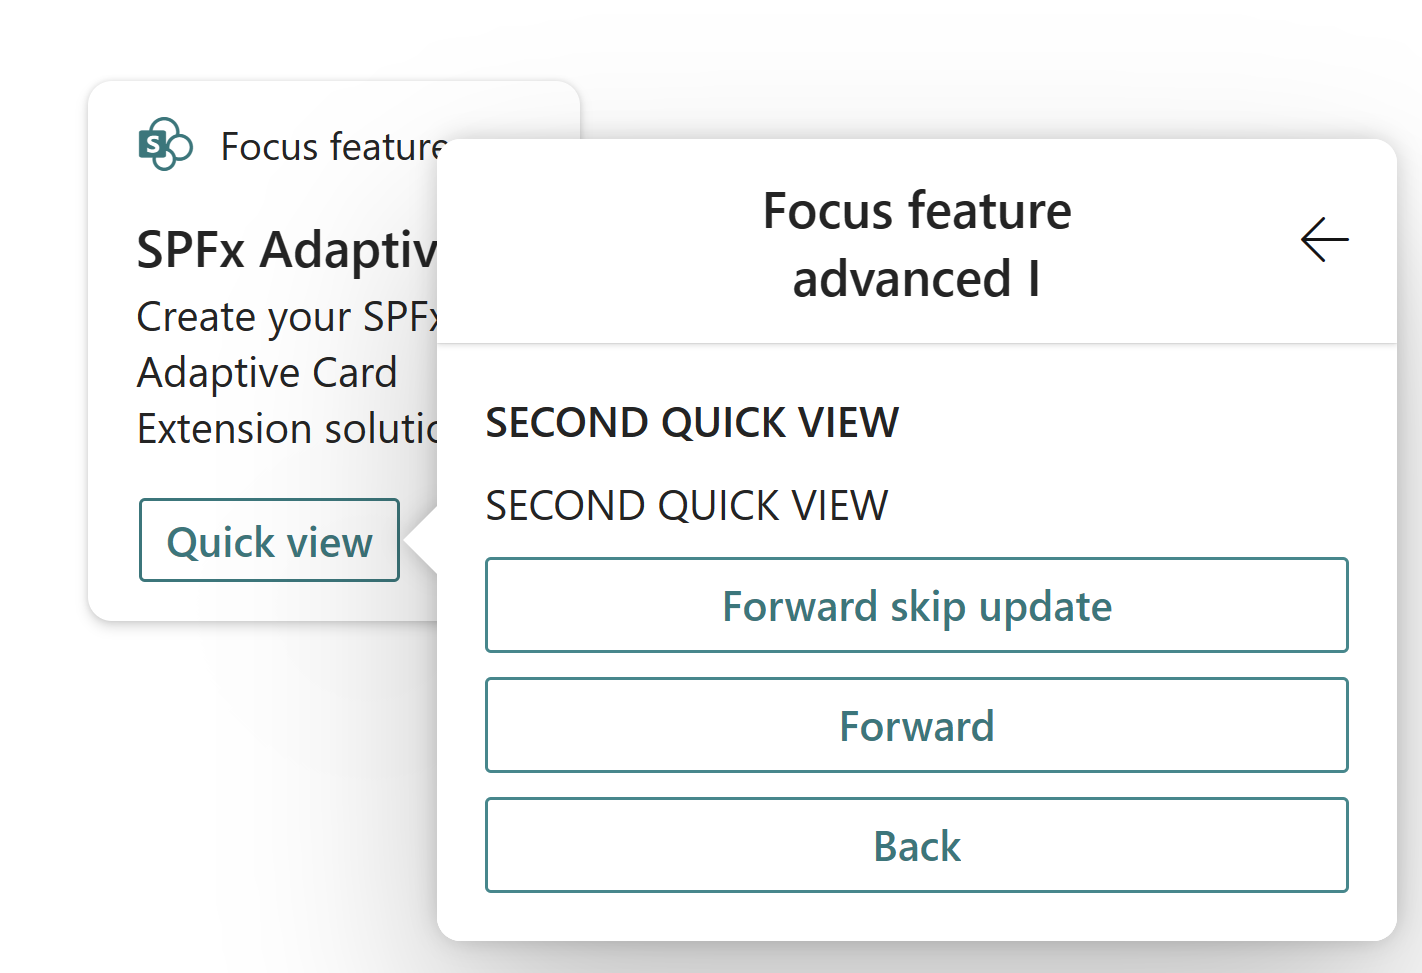 S
Focus feature
SPFx Adaptiv
Create your SPFx
Adaptive Card
Extension solutio
Quick view
Focus feature
advanced I
SECOND QUICK VIEW
SECOND QUICK VIEW
Forward skip update
Forward
Back